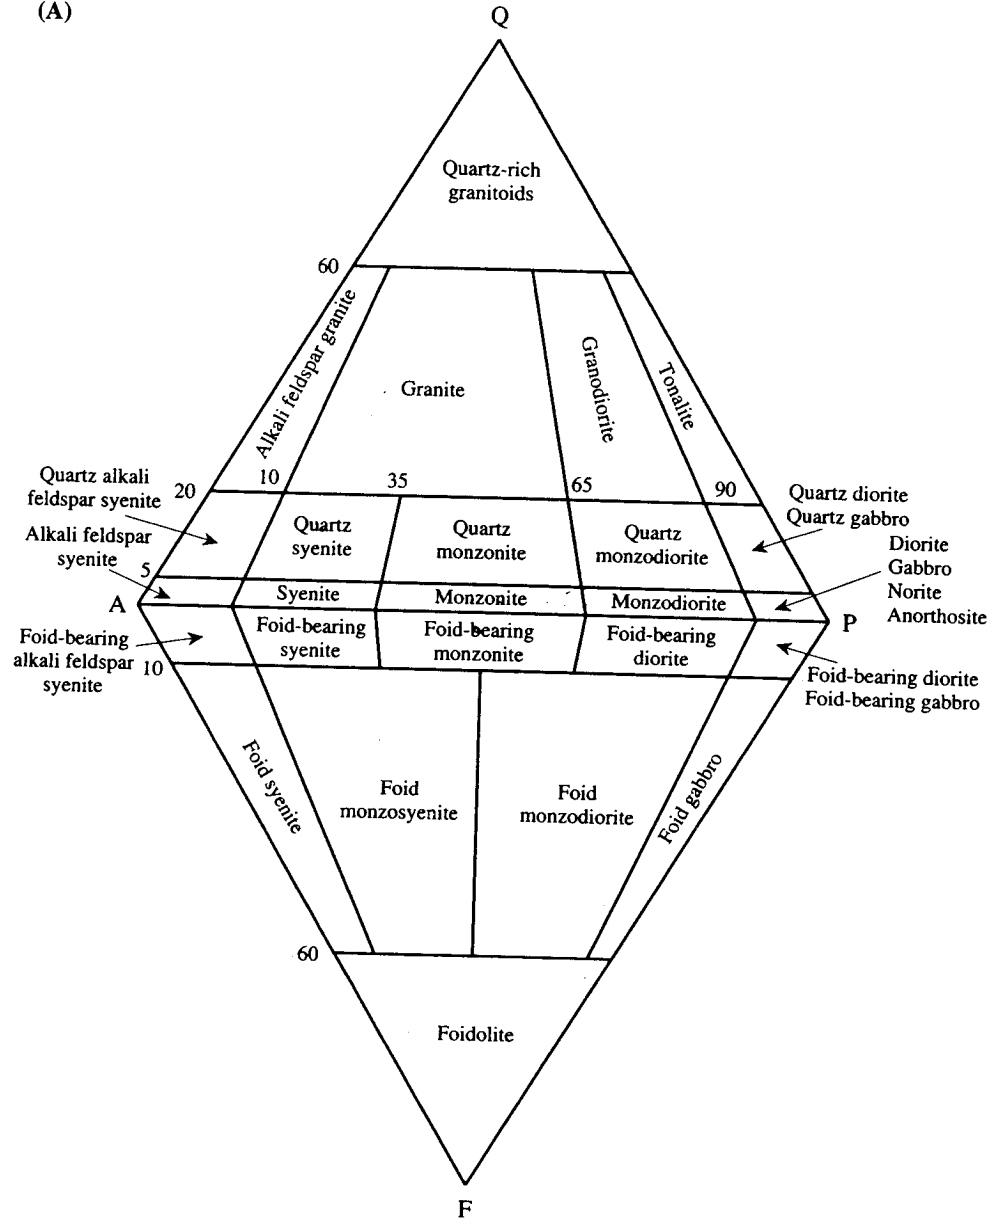 (A)
Q
Quartz-rich
granitoids
60
Alkali feldspar granite
Granite
Granodiorite
Tonalite
Quartz alkali
feldspar syenite
20
10
35
65
90
Quartz diorite
Quartz gabbro
Alkali feldspar
syenite
Quartz
syenite
Quartz
monzonite
Quartz
monzodiorite
Diorite
Gabbro
Norite
Anorthosite
5
A
Syenite
Monzonite
Monzodiorite
P
Foid-bearing
alkali feldspar
syenite
Foid-bearing
syenite
Foid-bearing
monzonite
Foid-bearing
diorite
10
Foid-bearing diorite
Foid-bearing gabbro
Foid syenite
Foid
monzosyenite
Foid
monzodiorite
Foid gabbro
60
Foidolite
F